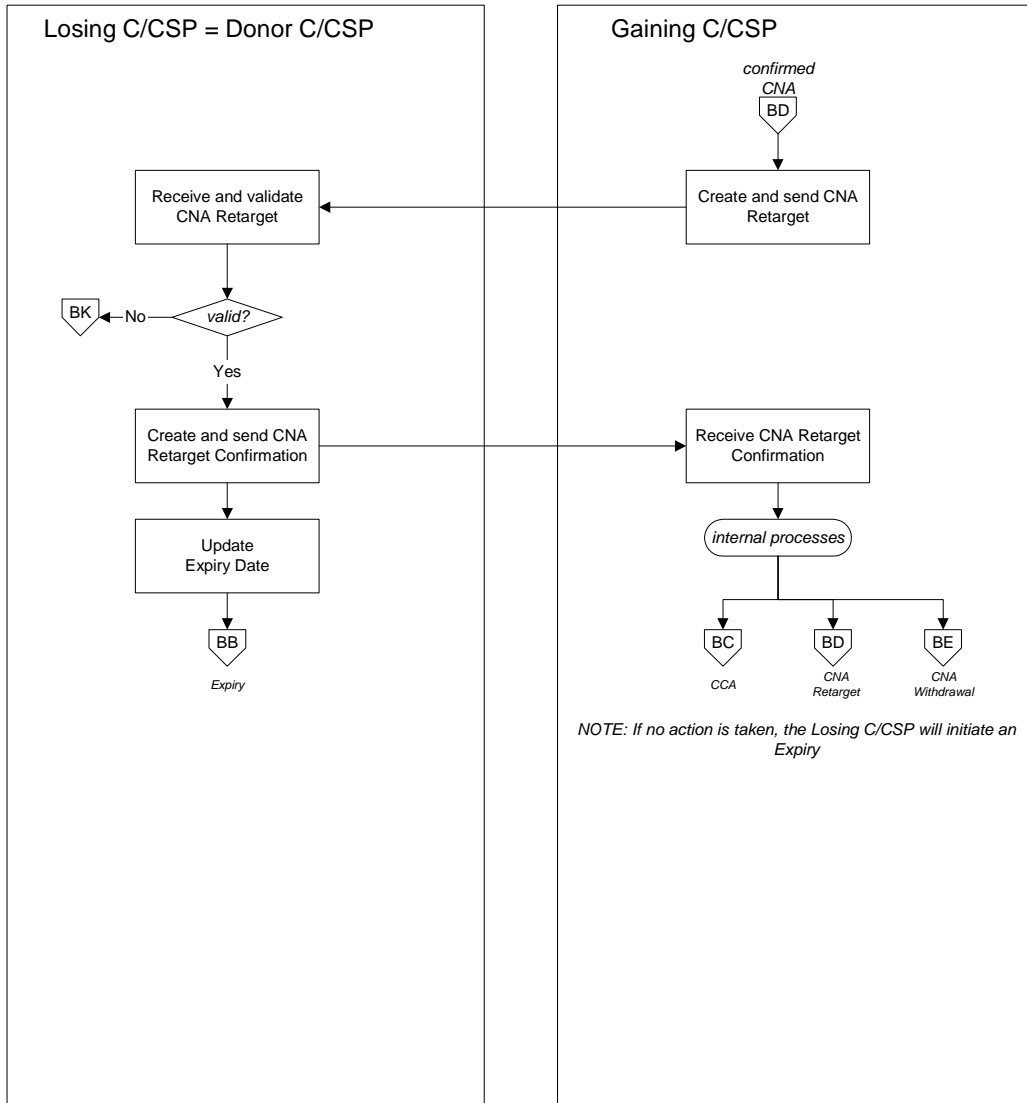 Losing C/CSP = Donor C/CSP
Gaining C/CSP
confirmed
CNA
BD
Receive and validate
CNA Retarget
Create and send CNA
Retarget
BK
No
valid?
Yes
Create and send CNA
Retarget Confirmation
Receive CNA Retarget
Confirmation
Update
Expiry Date
internal processes
BB
Expiry
BC
CCA
BD
CNA
Retarget
BE
CNA
Withdrawal
NOTE: If no action is taken, the Losing C/CSP will initiate an
Expiry